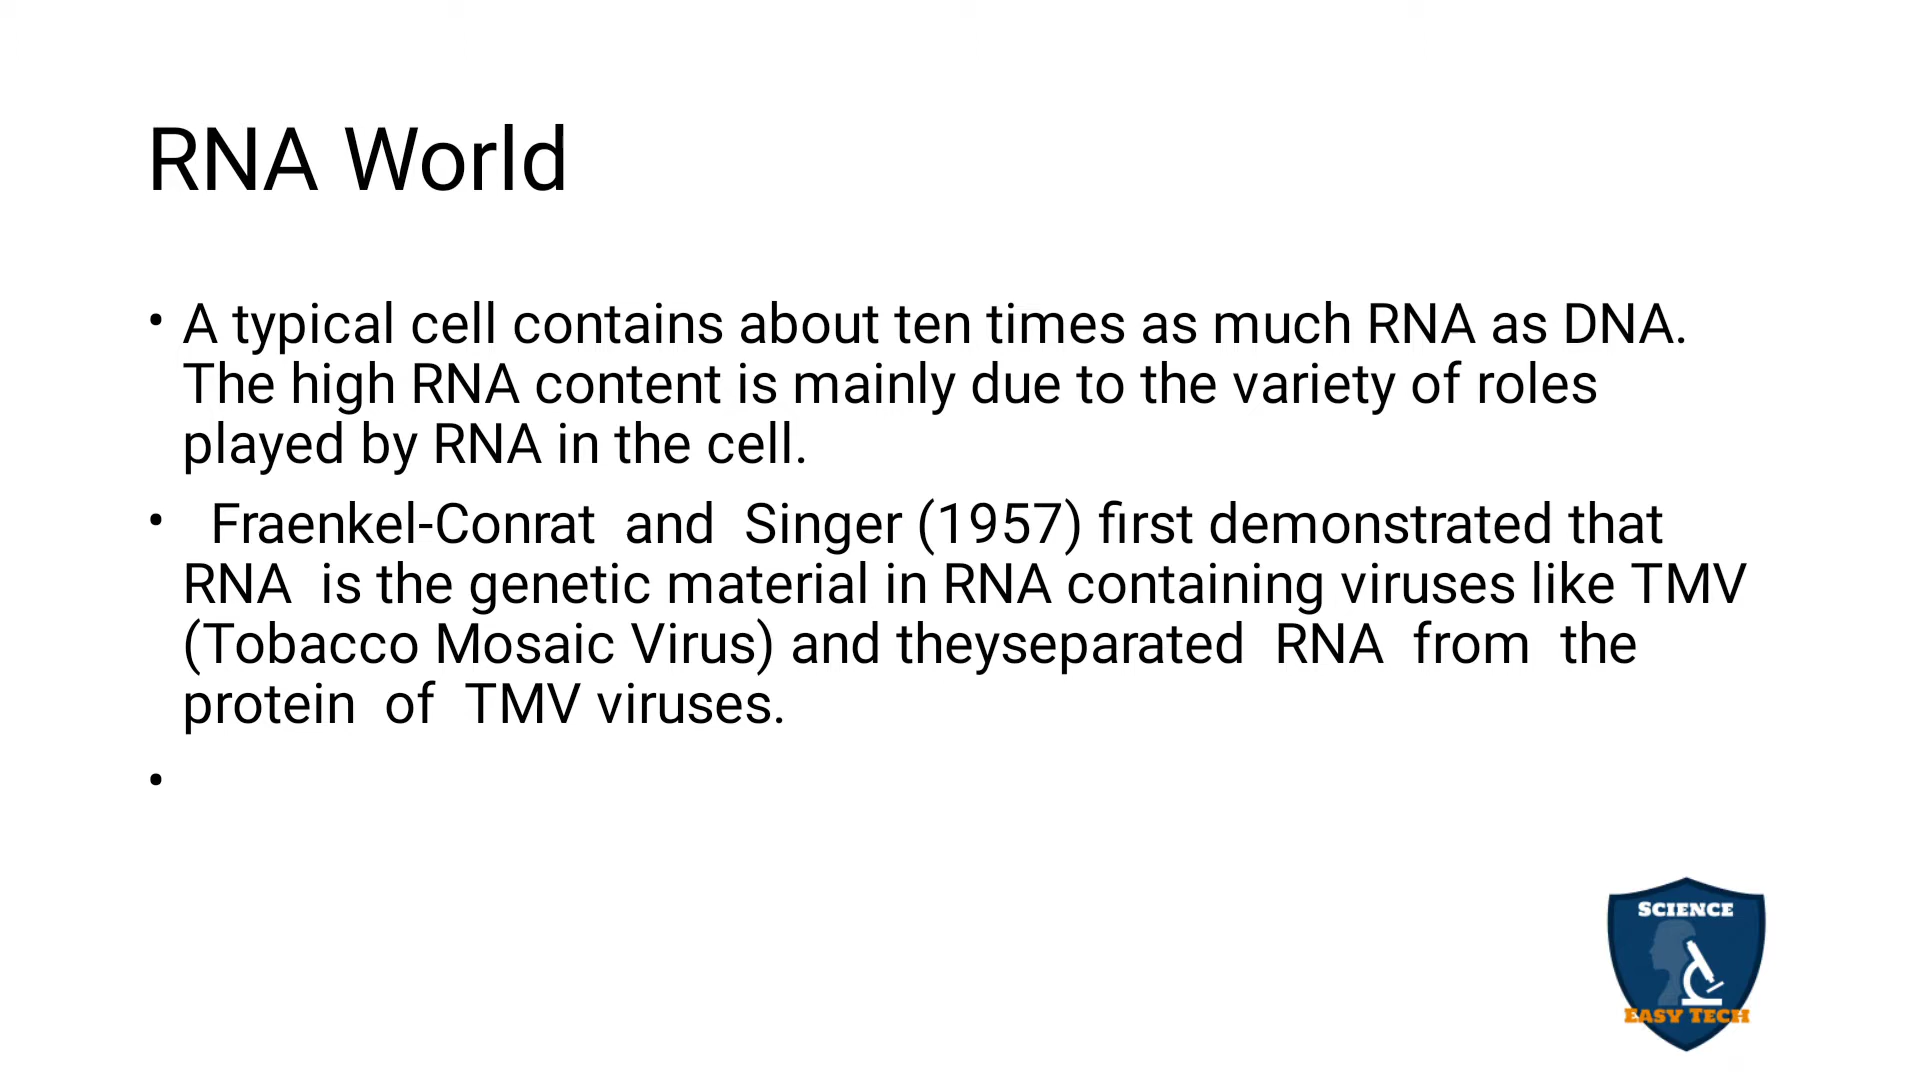 RNA World
• A typical cell contains about ten times as much RNA as DNA.
The high RNA content is mainly due to the variety of roles
played by RNA in the cell.
•   Fraenkel-Conrat  and  Singer (1957) first demonstrated that
RNA  is the genetic material in RNA containing viruses like TMV
(Tobacco Mosaic Virus) and theyseparated  RNA  from  the
protein  of  TMV viruses.
•
SCIENCE
EASY TECH